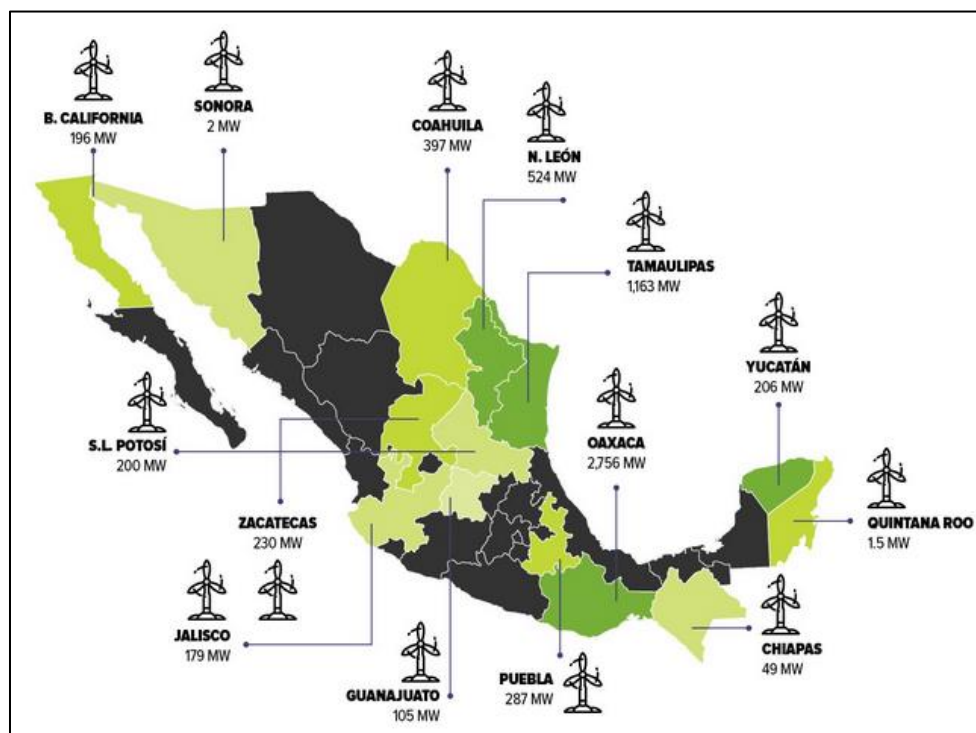 B. CALIFORNIA
196 MW
SONORA
2 MW
COAHUILA
397 MW
N. LEÓN
524 MW
TAMAULIPAS
1,163 MW
YUCATÁN
206 MW
S.L. POTOSÍ
200 MW
OAXACA
2,756 MW
ZACATECAS
230 MW
QUINTANA ROO
1.5 MW
JALISCO
179 MW
GUANAJUATO
105 MW
PUEBLA
287 MW
CHIAPAS
49 MW